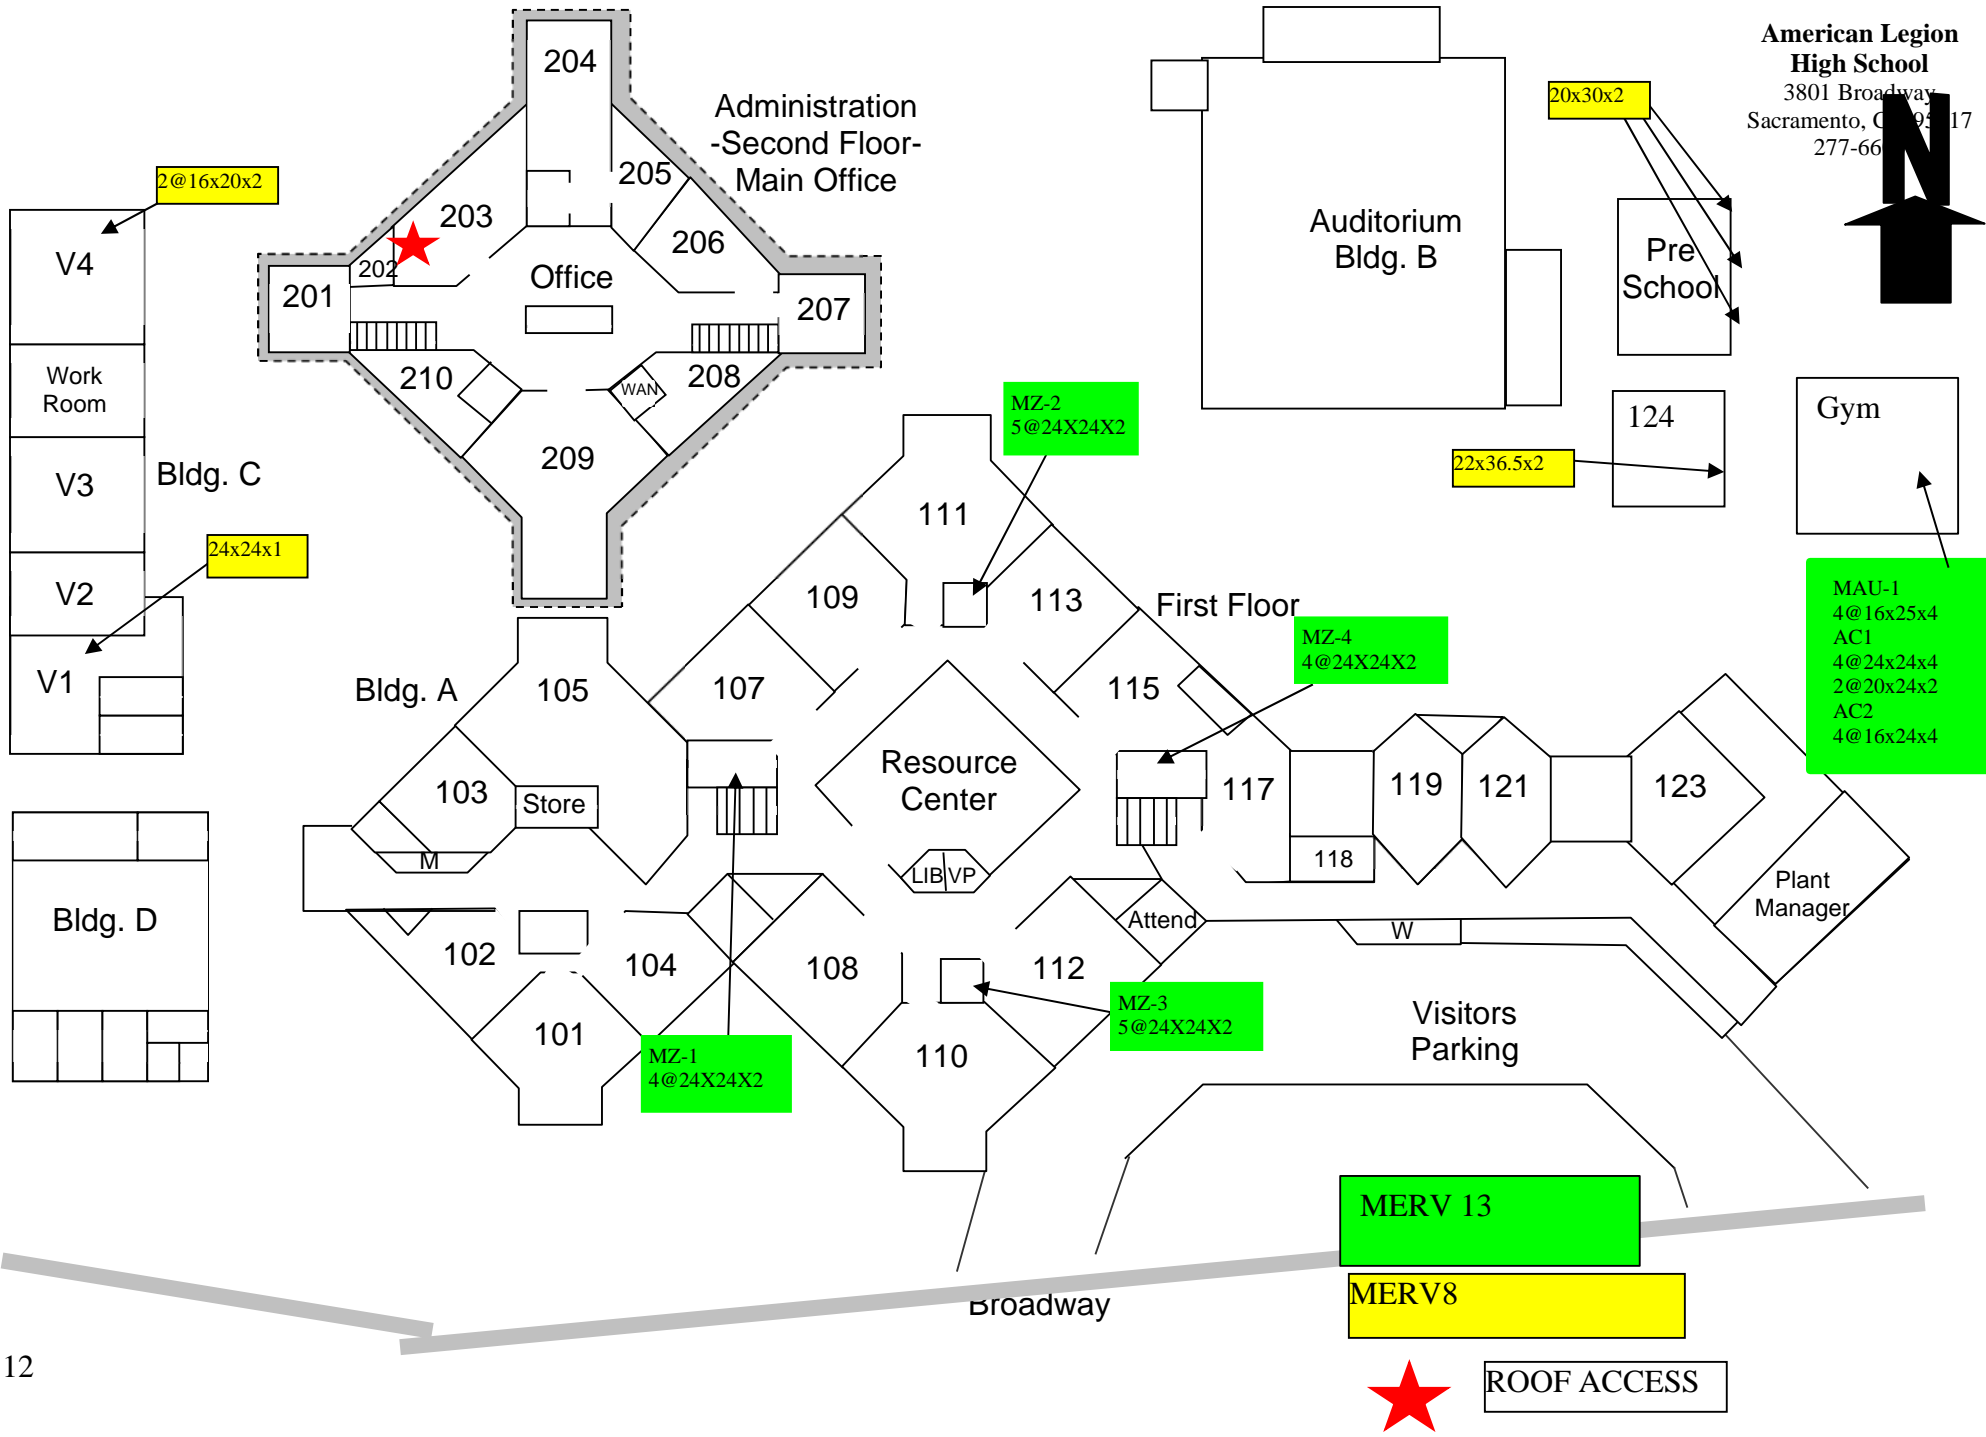 American Legion
High School
3801 Broadway
Sacramento,
N
204
Administration
-Second Floor-
Main Office
205
203
206
202
Office
201
207
210
WAN
208
209
2@16x20x2
V4
Work
Room
V3
Bldg. C
24x24x1
V2
V1
Bldg. D
Auditorium
Bldg. B
20x30x2
Pre
School
124
22x36.5x2
Gym
MAU-1
4@16x25x4
AC1
4@24x24x4
2@20x24x2
AC2
4@16x24x4
MZ-2
5@24X24X2
111
109
113
First Floor
MZ-4
4@24X24X2
Bldg. A
105
107
115
Resource
Center
103
Store
117
119
121
123
M
LIB
VP
118
Plant
Manager
Attend
W
102
104
108
112
101
110
MZ-3
5@24X24X2
MZ-1
4@24X24X2
Visitors
Parking
MERV 13
Broadway
MERV8
12
ROOF ACCESS